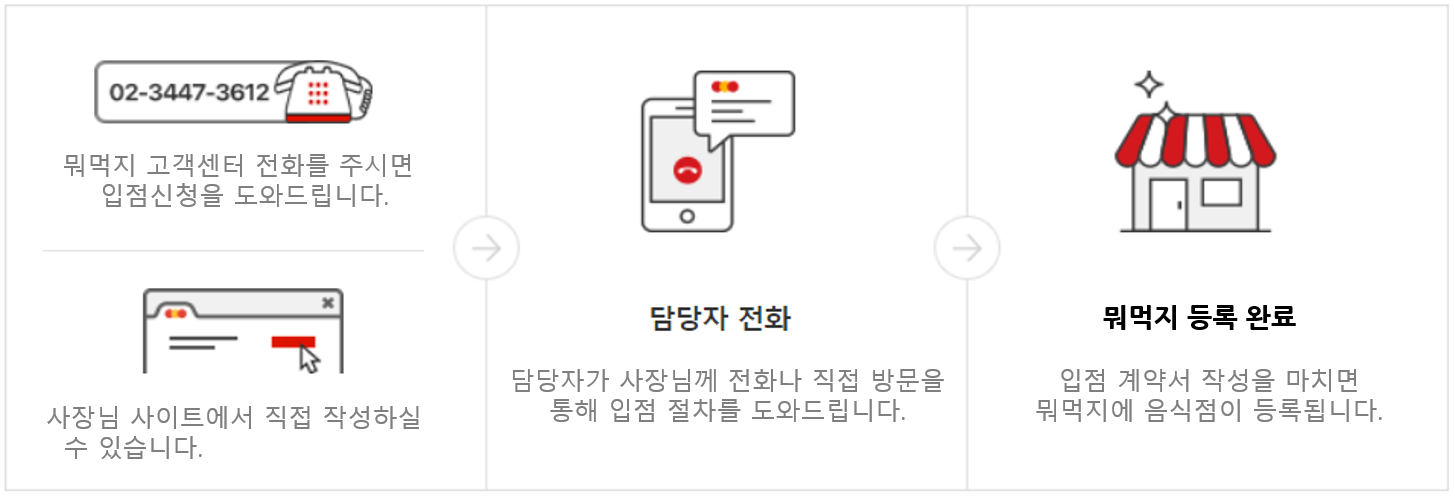 02-3447-3612
뭐먹지 고객센터 전화를 주시면
입점신청을 도와드립니다.
사장님 사이트에서 직접 작성하실
수 있습니다.
담당자 전화
담당자가 사장님께 전화나 직접 방문을
통해 입점 절차를 도와드립니다.
뭐먹지 등록 완료
입점 계약서 작성을 마치면
뭐먹지에 음식점이 등록됩니다.